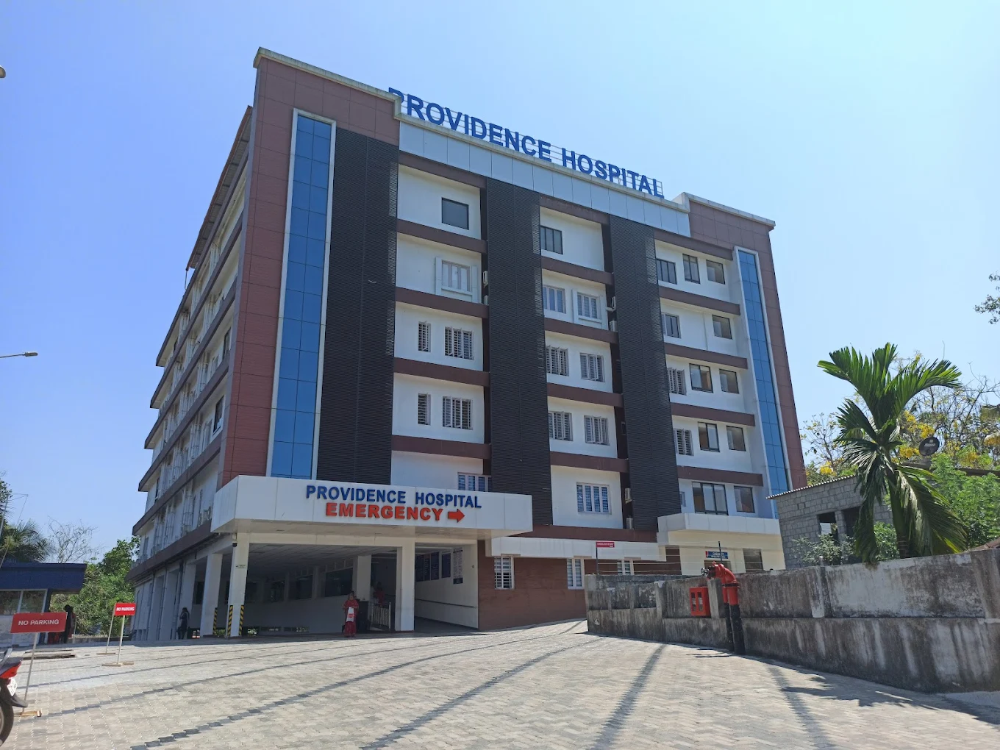 PROVIDENCE HOSPITAL
PROVIDENCE HOSPITAL
EMERGENCY
NO PARKING
NO PARKING